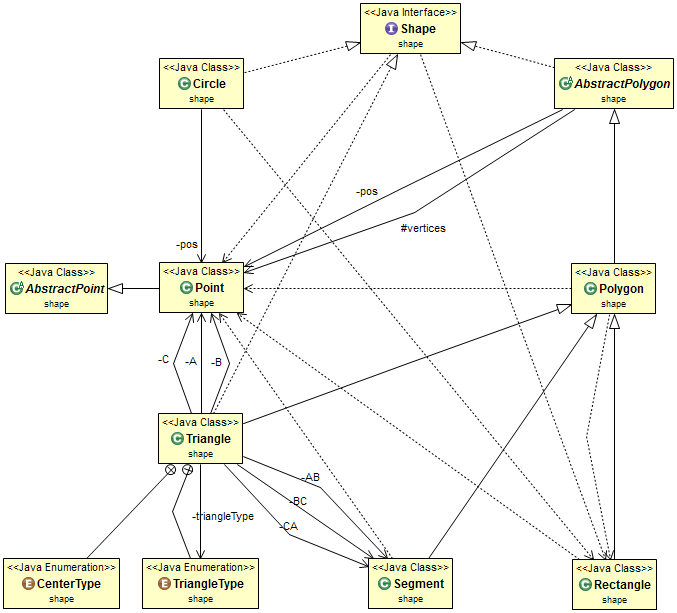 <<Java Interface>>
Shape
shape
<<Java Class>>
Circle
shape
<<Java Class>>
AbstractPolygon
shape
-pos
#vertices
-pos
<<Java Class>>
AbstractPoint
shape
<<Java Class>>
Point
shape
<<Java Class>>
Polygon
shape
-C
-A
-B
<<Java Class>>
Triangle
shape
-AB
-BC
-CA
-triangleType
<<Java Enumeration>>
CenterType
shape
<<Java Enumeration>>
TriangleType
shape
<<Java Class>>
Segment
shape
<<Java Class>>
Rectangle
shape